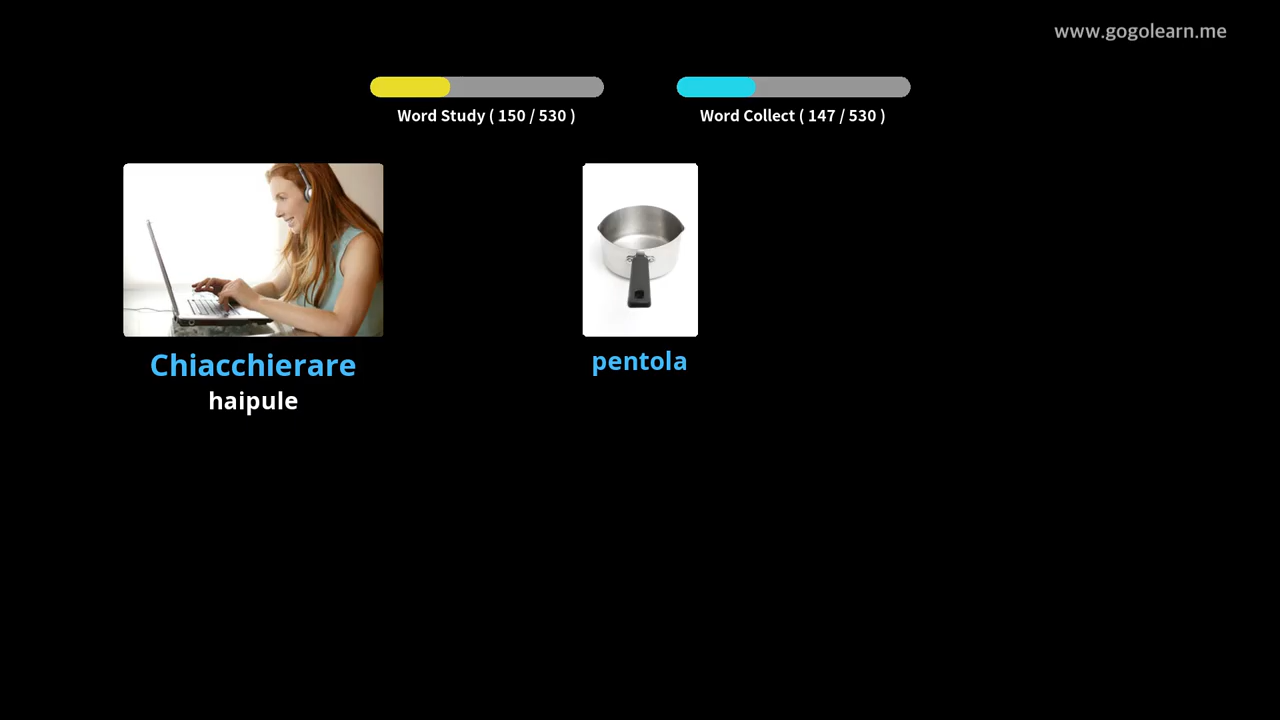 www.gogolearn.me
Word Study ( 150 / 530 )
Word Collect ( 147 / 530 )
Chiacchierare
haipule
pentola